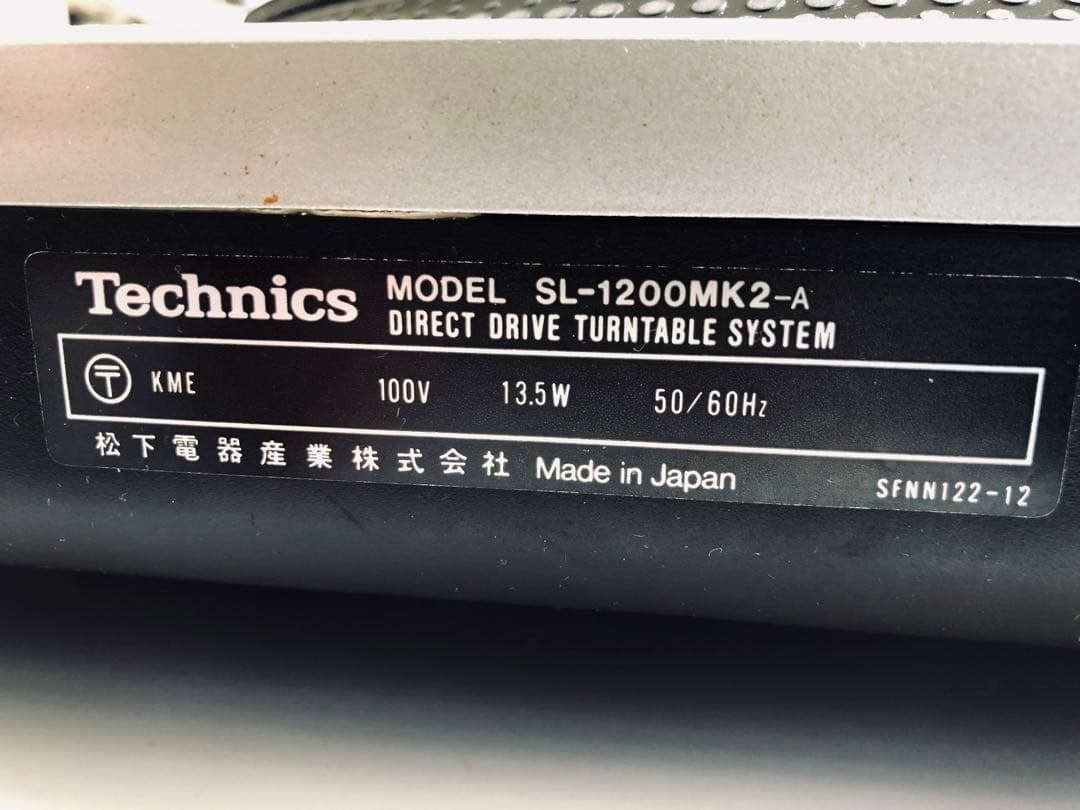 Technics MODEL SL-1200MK2-A
DIRECT DRIVE TURNTABLE SYSTEM
〒 KME 100V 13.5W 50/60Hz
松下電器産業株式会社 Made in Japan SFNN122-12